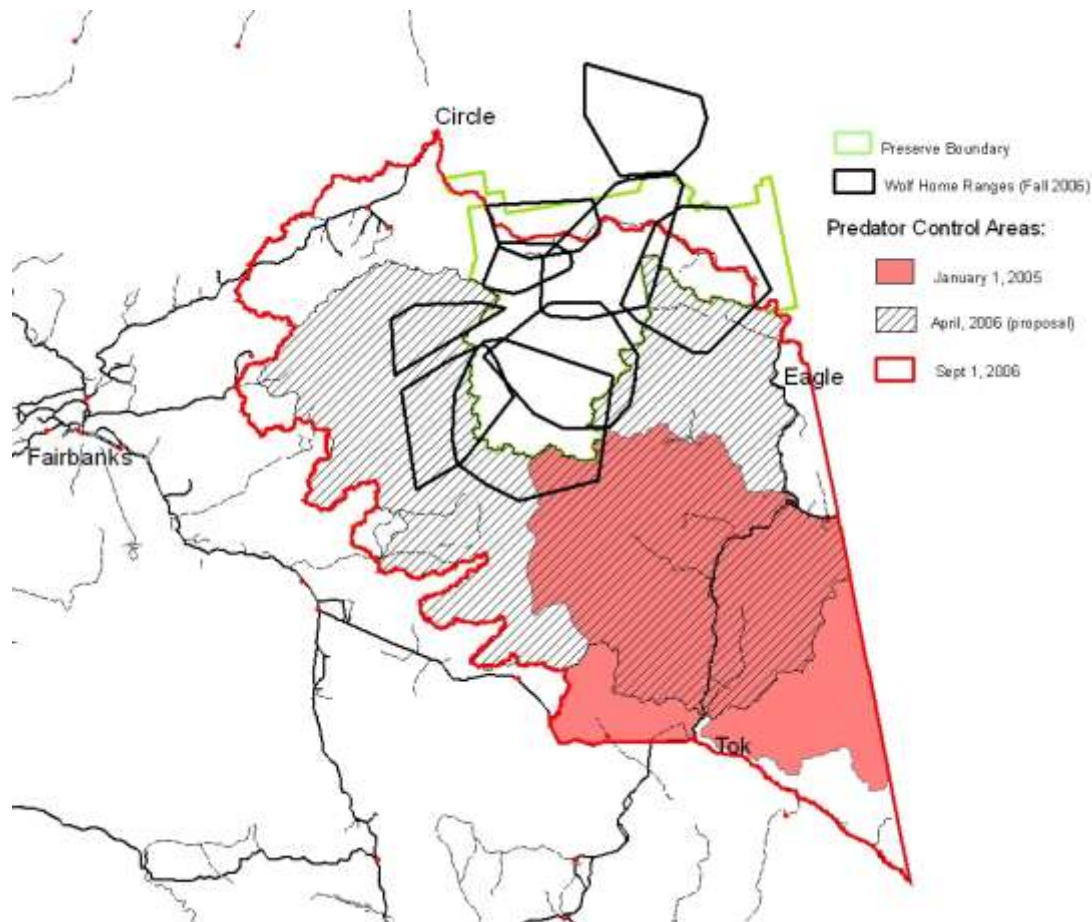 Circle
Preserve Boundary
Wolf Home Ranges (Fall 2006)
Predator Control Areas:
January 1, 2005
April, 2006 (proposal)
Sept 1, 2006
Eagle
Fairbanks
Tok